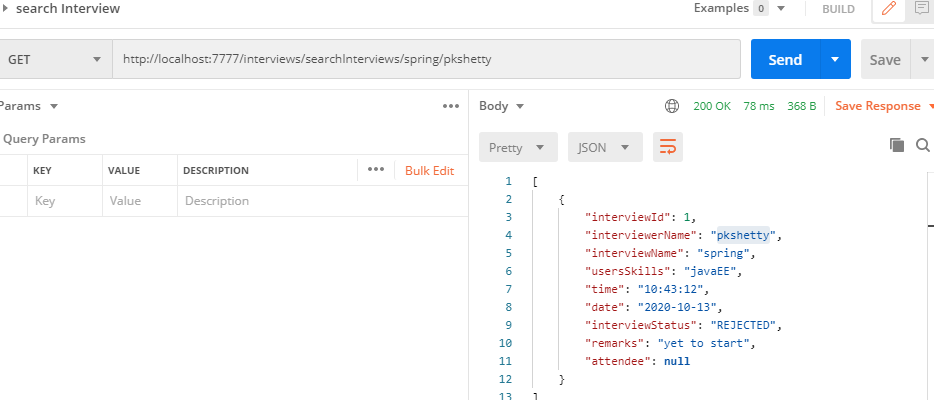 search Interview
Examples 0
BUILD
GET
http://localhost:7777/interviews/searchInterviews/spring/pkshetty
Send
Save
Params
Query Params
KEY VALUE DESCRIPTION
Bulk Edit
Key Value Description
Body
200 OK 78 ms 368 B
Save Response
Pretty
JSON
1 [
2 {
3 "interviewId": 1,
4 "interviewerName": "pkshetty",
5 "interviewName": "spring",
6 "usersSkills": "javaEE",
7 "time": "10:43:12",
8 "date": "2020-10-13",
9 "interviewStatus": "REJECTED",
10 "remarks": "yet to start",
11 "attendee": null
12 }
13 ]